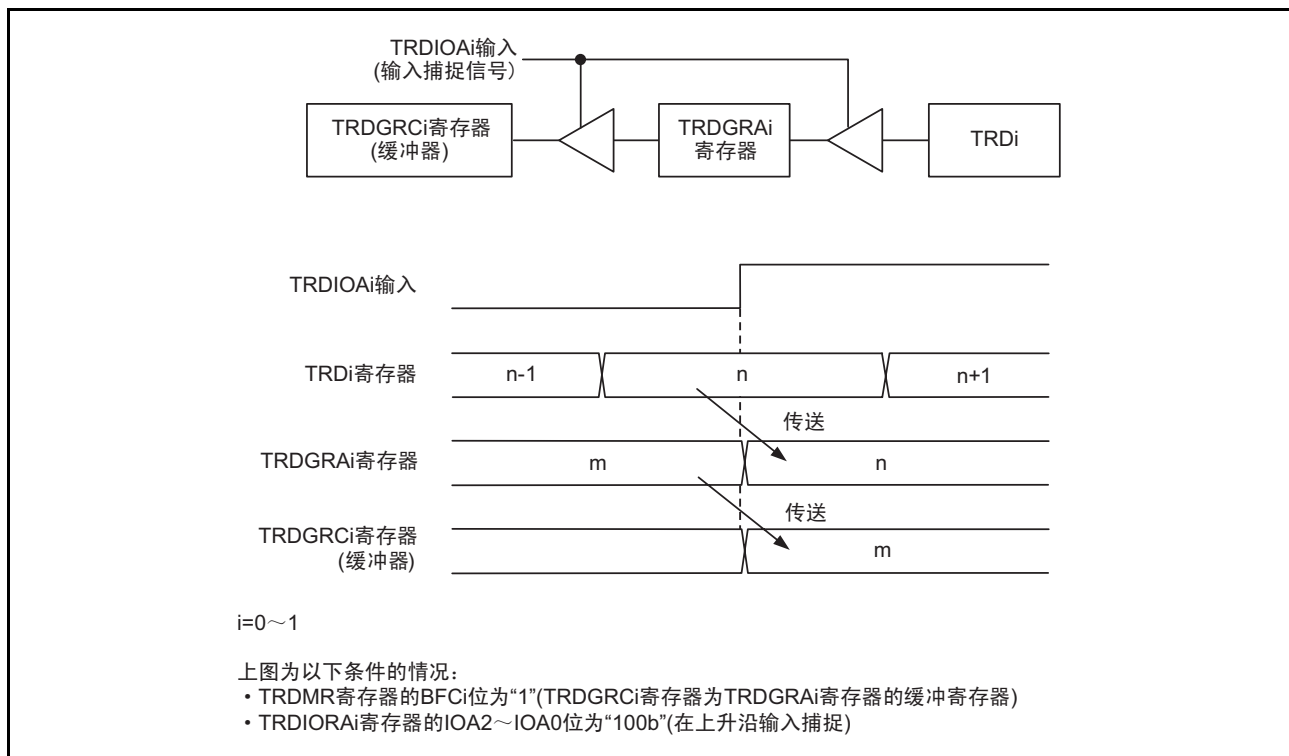 TRDIOAi输入
(输入捕捉信号)
TRDGRCi寄存器
(缓冲器)
TRDGRAi
寄存器
TRDi
TRDIOAi输入
TRDi寄存器
n-1
n
n+1
传送
TRDGRAi寄存器
m
n
传送
TRDGRCi寄存器
(缓冲器)
m
i=0～1
上图为以下条件的情况：
・TRDMR寄存器的BFCi位为“1”(TRDGRCi寄存器为TRDGRAi寄存器的缓冲寄存器)
・TRDIORAi寄存器的IOA2～IOA0位为“100b”(在上升沿输入捕捉)